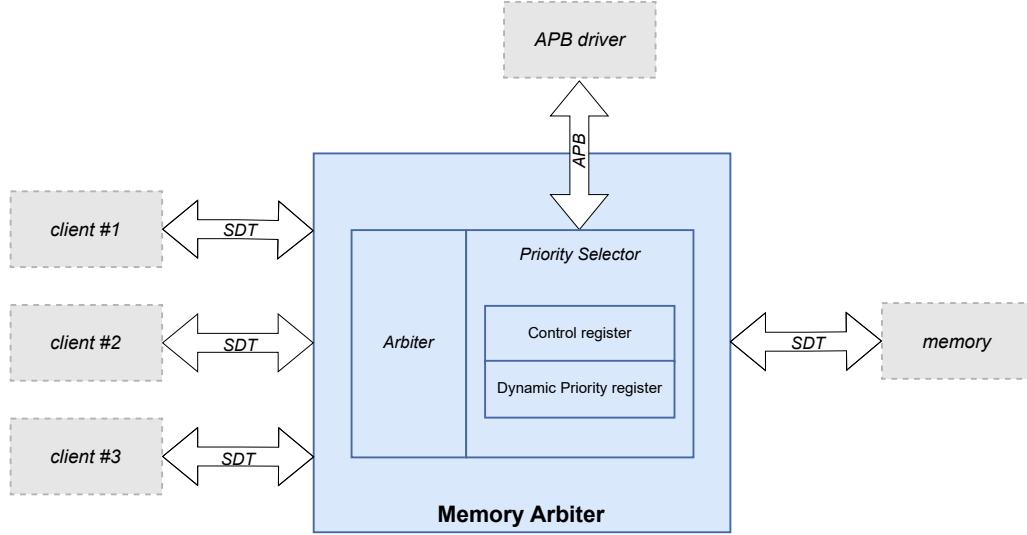 APB driver
APB
client #1
SDT
Priority Selector
client #2
SDT
Arbiter
Control register
Dynamic Priority register
SDT
memory
client #3
SDT
Memory Arbiter